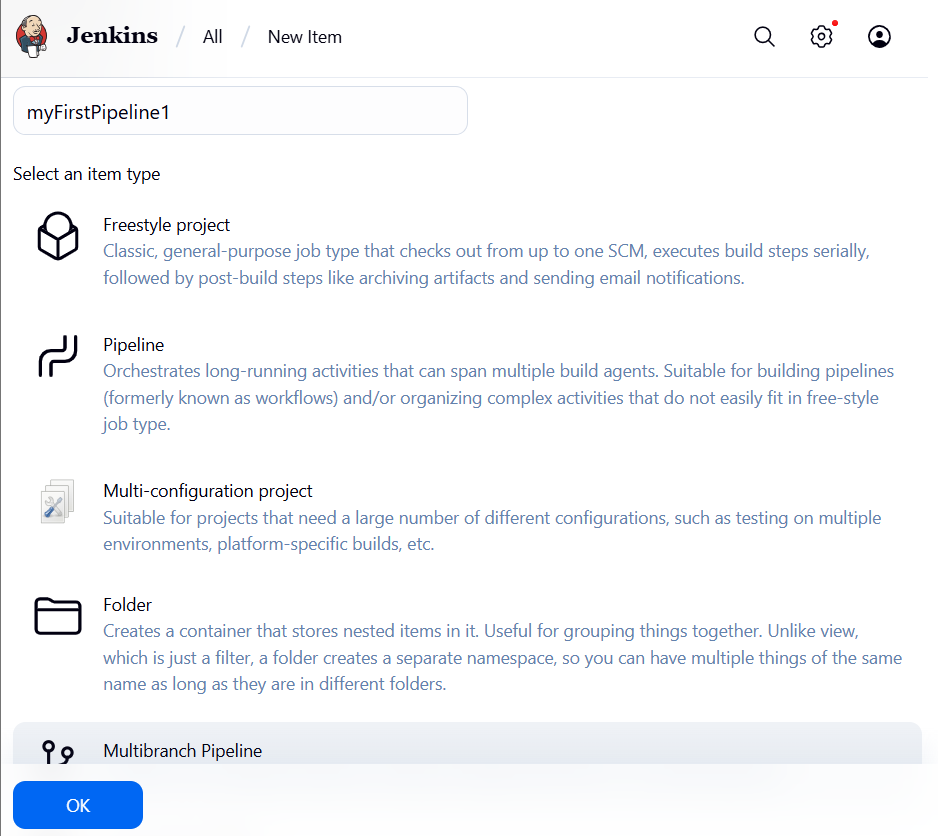 Jenkins / All / New Item
myFirstPipeline1
Select an item type
Freestyle project
Classic, general-purpose job type that checks out from up to one SCM, executes build steps serially,
followed by post-build steps like archiving artifacts and sending email notifications.
Pipeline
Orchestrates long-running activities that can span multiple build agents. Suitable for building pipelines
(formerly known as workflows) and/or organizing complex activities that do not easily fit in free-style
job type.
Multi-configuration project
Suitable for projects that need a large number of different configurations, such as testing on multiple
environments, platform-specific builds, etc.
Folder
Creates a container that stores nested items in it. Useful for grouping things together. Unlike view,
which is just a filter, a folder creates a separate namespace, so you can have multiple things of the same
name as long as they are in different folders.
Multibranch Pipeline
OK